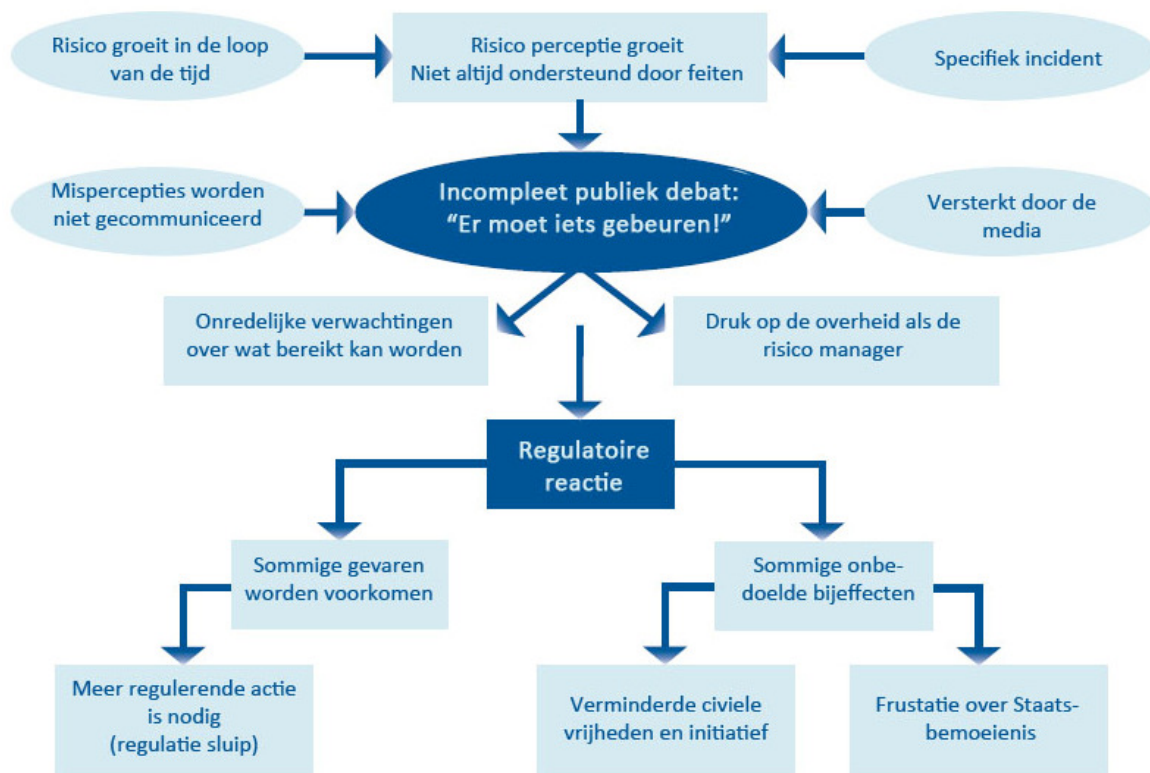 Risico groeit in de loop
van de tijd
Risico perceptie groeit
Niet altijd ondersteund door feiten
Specifiek incident
Mispercepties worden
niet gecommuniceerd
Incompleet publiek debat:
“Er moet iets gebeuren!”
Versterkt door de
media
Onredelijke verwachtingen
over wat bereikt kan worden
Druk op de overheid als de
risico manager
Regulatoire
reactie
Sommige gevaren
worden voorkomen
Sommige onbe-
doelde bijeffecten
Meer regulerende actie
is nodig
(regulatie sluip)
Verminderde civiele
vrijheden en initiatief
Frustatie over Staats-
bemoeienis